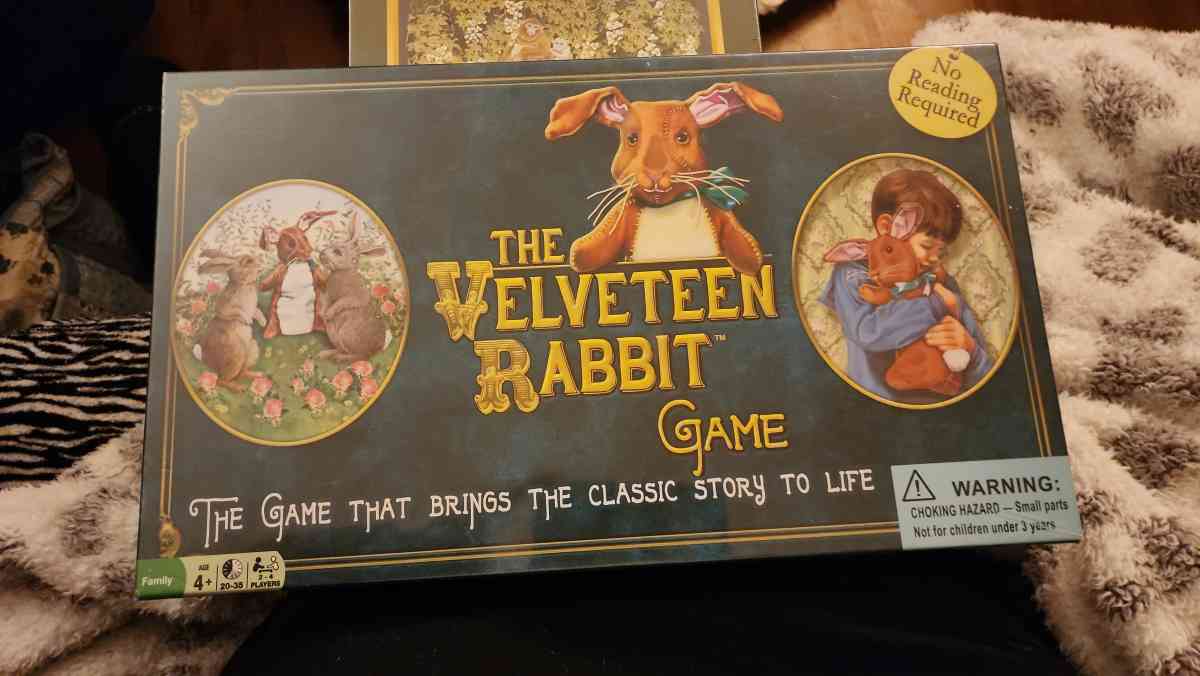 No
Reading
Required
THE
VELVETEEN
RABBIT™
GAME
THE GAME THAT BRINGS THE CLASSIC STORY TO LIFE
WARNING:
CHOKING HAZARD — Small parts
Not for children under 3 years
Family
AGE
4+
20-35
2-4
PLAYERS